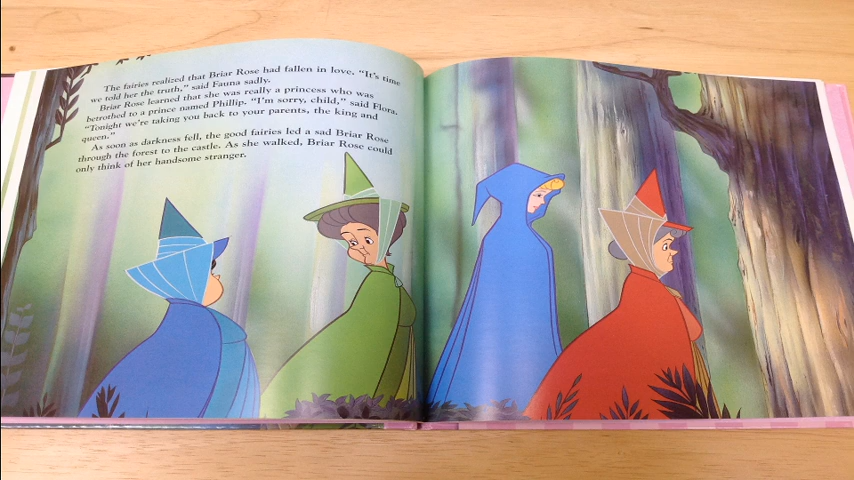 The fairies realized that Briar Rose had fallen in love. "It's time
we told her the truth," said Fauna sadly.
Briar Rose learned that she was really a princess who was
betrothed to a prince named Phillip. "I'm sorry, child," said Flora.
"Tonight we're taking you back to your parents, the king and
queen."
As soon as darkness fell, the good fairies led a sad Briar Rose
through the forest to the castle. As she walked, Briar Rose could
only think of her handsome stranger.